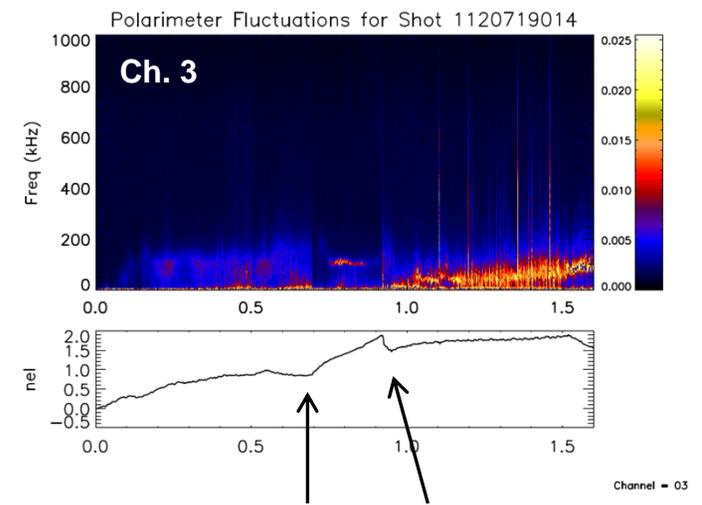 Polarimeter Fluctuations for Shot 1120719014
Ch. 3
Freq (kHz)
1000
800
600
400
200
0
0.0 0.5 1.0 1.5
0.025
0.020
0.015
0.010
0.005
0.000
nel
2.0
1.5
1.0
0.5
0.0
−0.5
0.0 0.5 1.0 1.5
Channel = 03